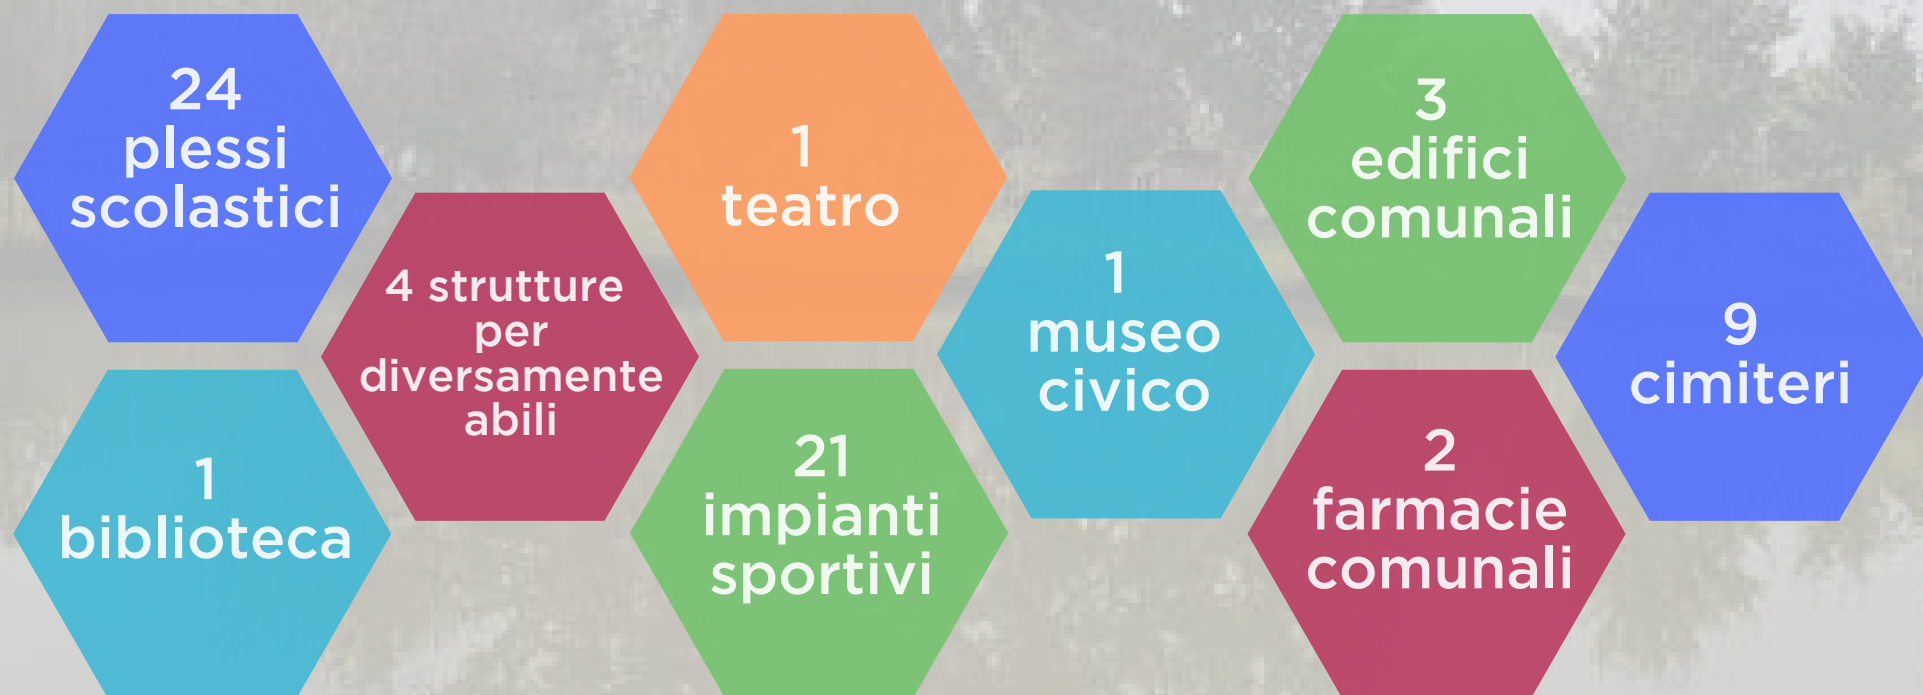 24
plessi
scolastici
4 strutture
per
diversamente
abili
1
biblioteca
1
teatro
21
impianti
sportivi
1
museo
civico
3
edifici
comunali
2
farmacie
comunali
9
cimiteri